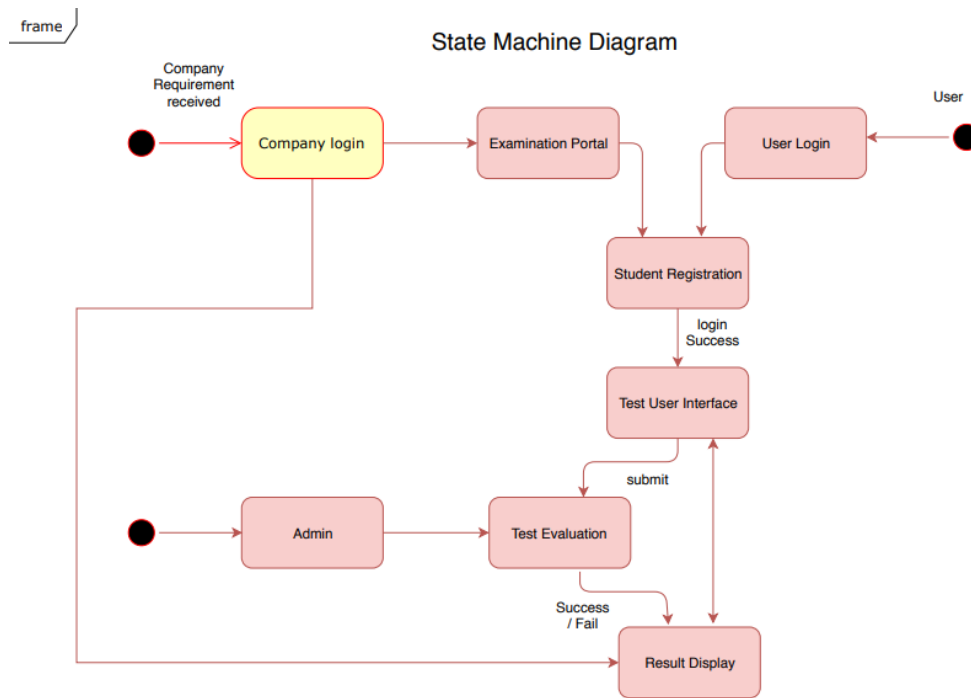 frame
State Machine Diagram
Company
Requirement
received
User
Company login
Examination Portal
User Login
Student Registration
login
Success
Test User Interface
submit
Admin
Test Evaluation
Success
/ Fail
Result Display